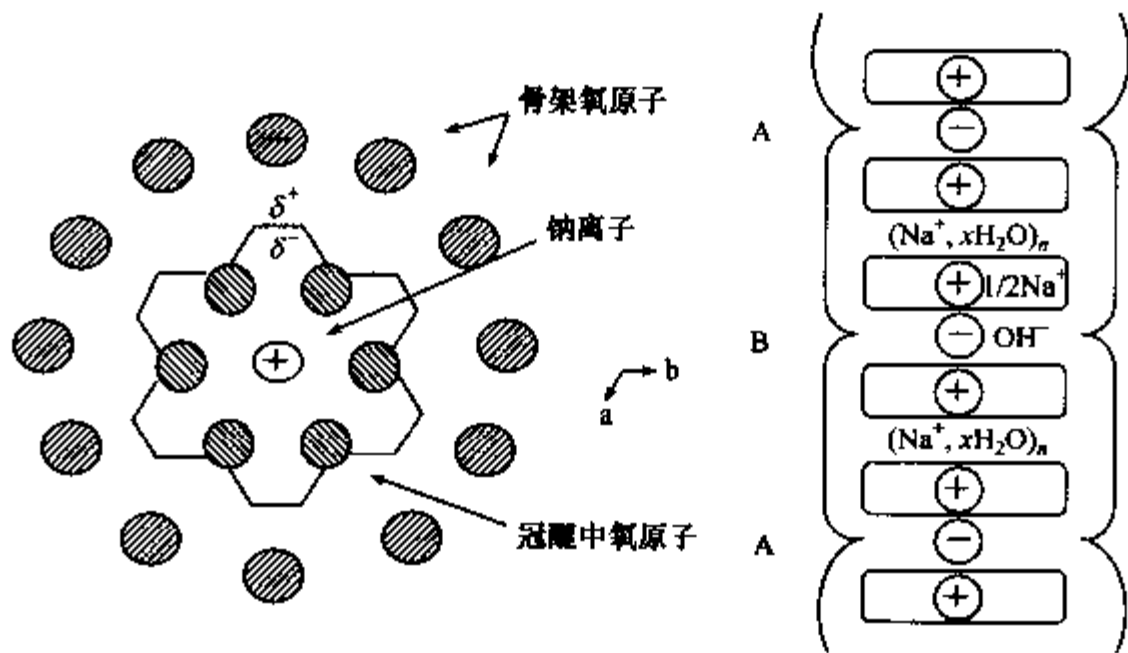 骨架氧原子
δ+
δ−
钠离子
+
b
a
冠醚中氧原子
+
A
−
+
(Na+, xH2O)n
+ 1/2Na+
B
− OH−
+
(Na+, xH2O)n
+
A
−
+